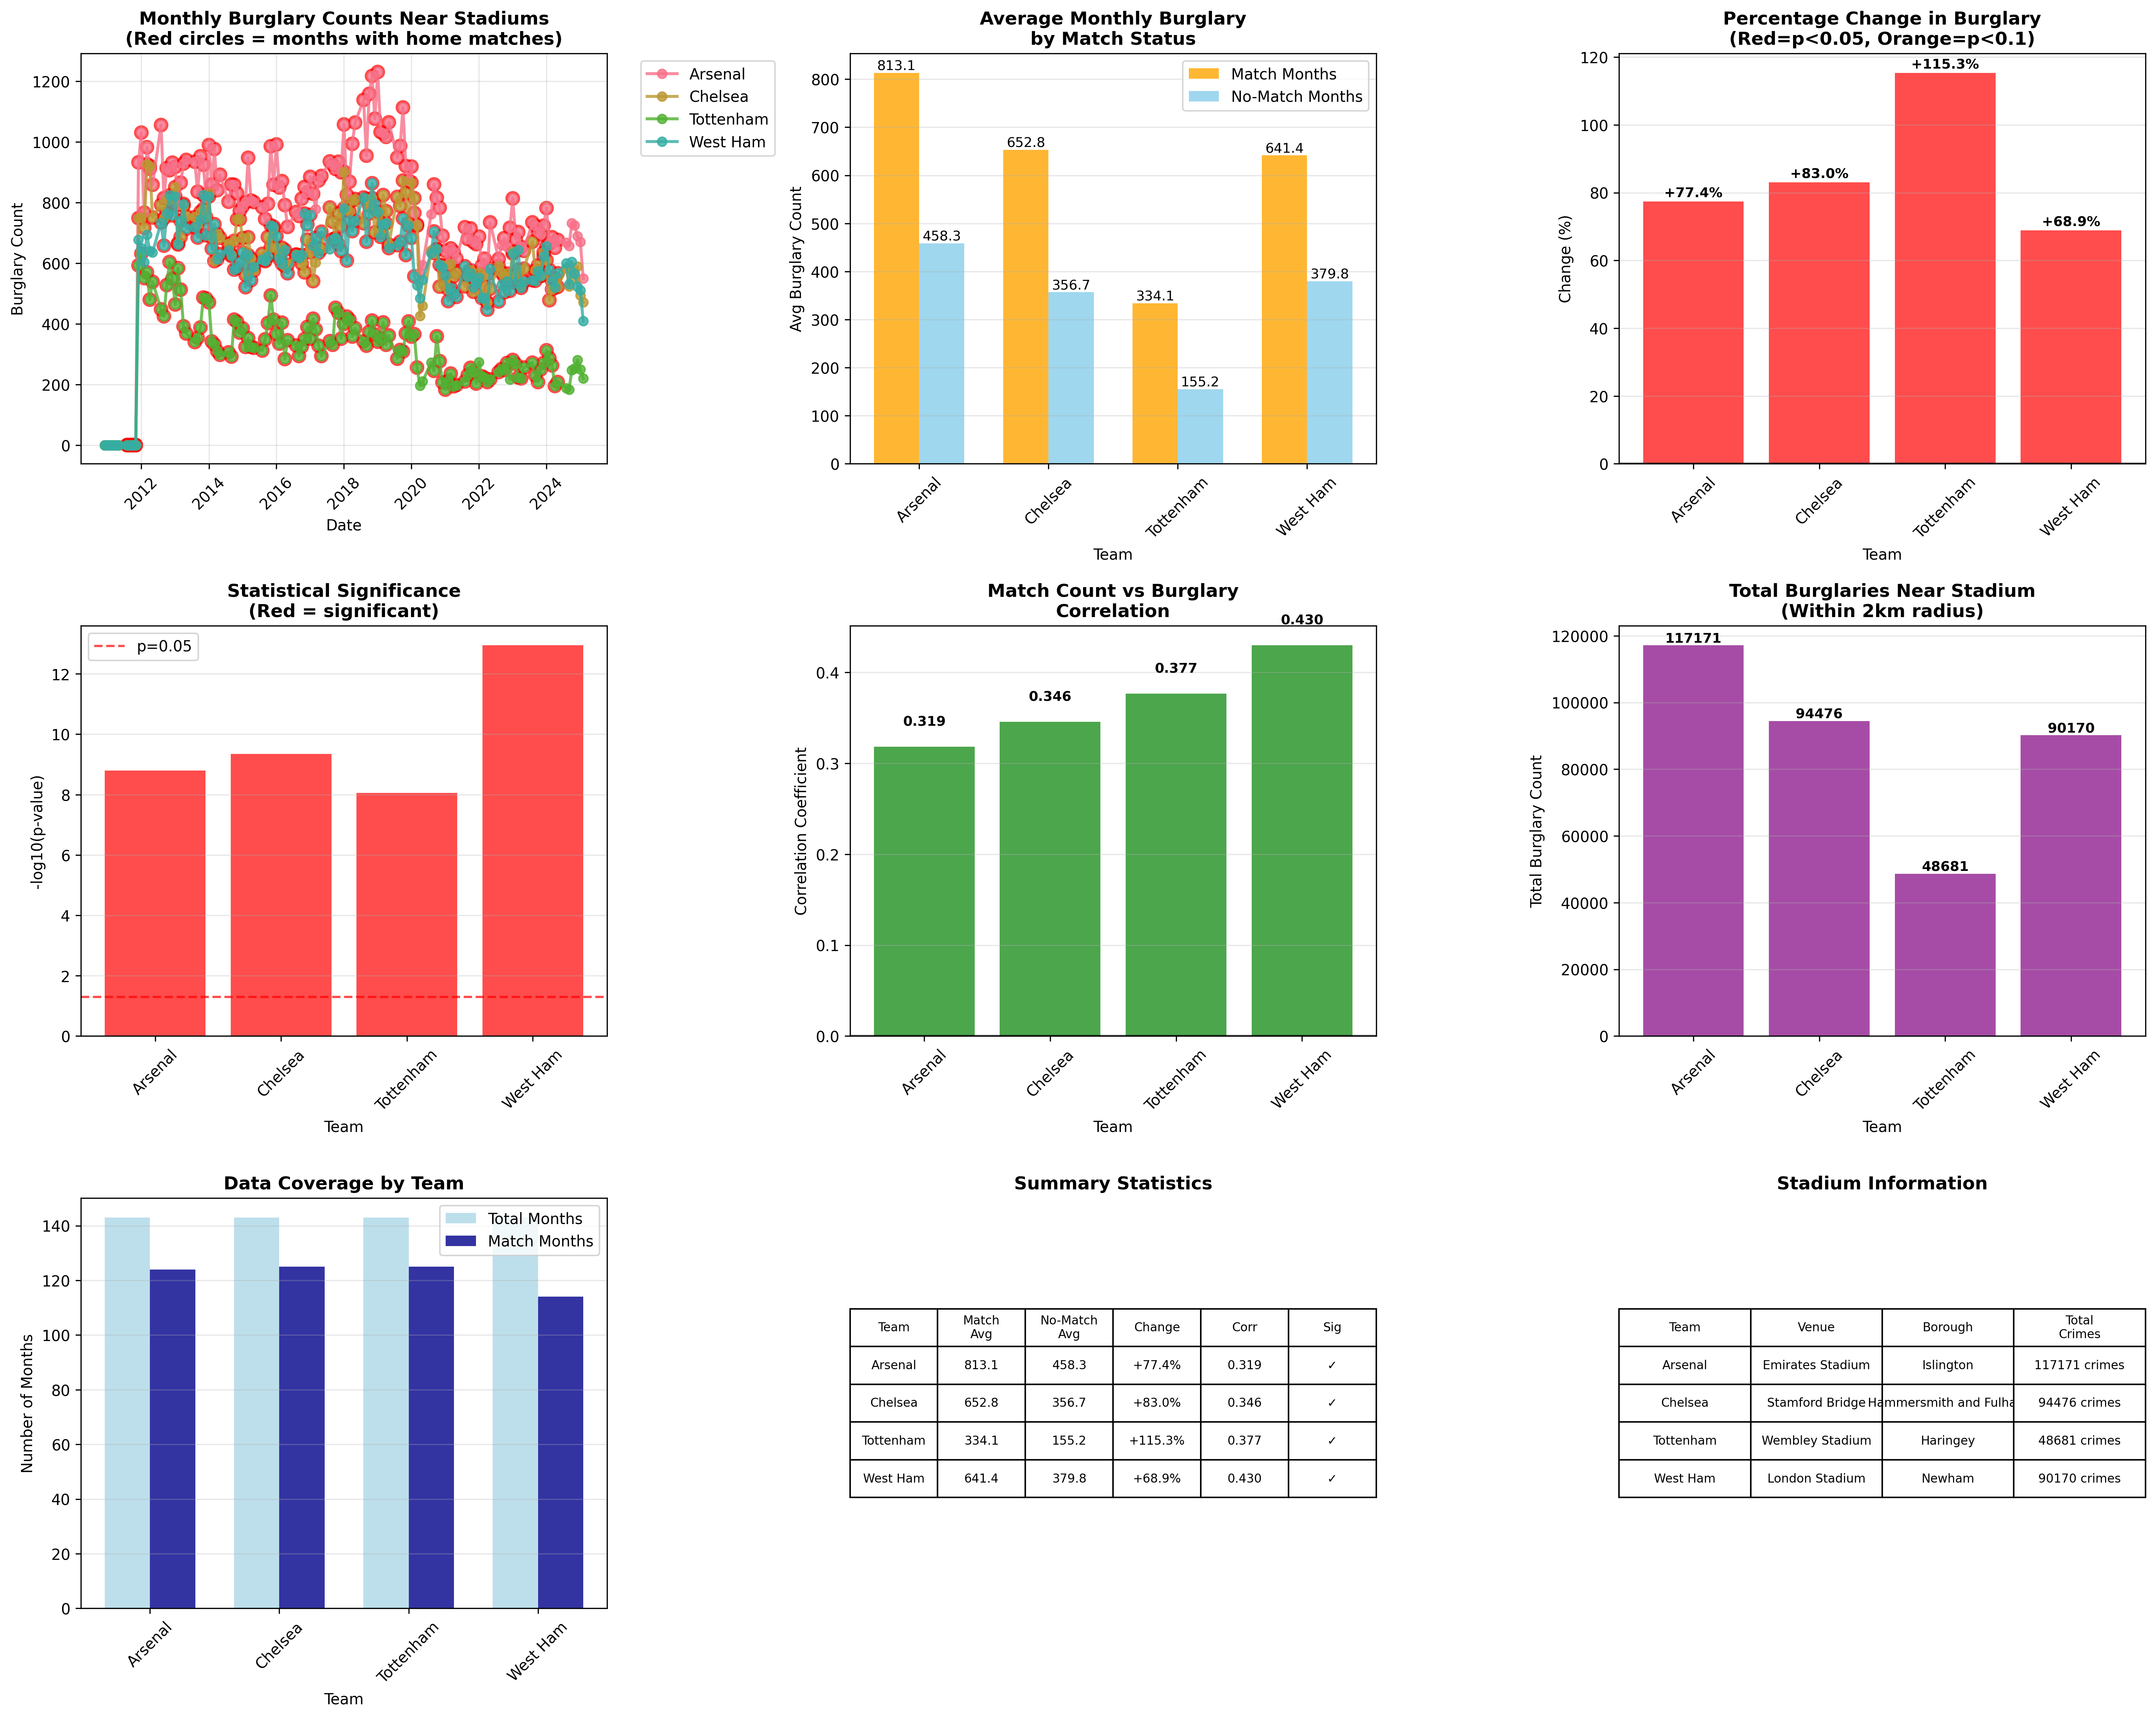 Monthly Burglary Counts Near Stadiums
(Red circles = months with home matches)
Burglary Count
1200
1000
800
600
400
200
0
2012
2014
2016
2018
2020
2022
2024
Date
Arsenal
Chelsea
Tottenham
West Ham
Average Monthly Burglary
by Match Status
Avg Burglary Count
800
700
600
500
400
300
200
100
0
813.1
458.3
652.8
356.7
334.1
155.2
641.4
379.8
Match Months
No-Match Months
Arsenal
Chelsea
Tottenham
West Ham
Team
Percentage Change in Burglary
(Red=p<0.05, Orange=p<0.1)
Change (%)
120
100
80
60
40
20
0
+77.4%
+83.0%
+115.3%
+68.9%
Arsenal
Chelsea
Tottenham
West Ham
Team
Statistical Significance
(Red = significant)
-log10(p-value)
12
10
8
6
4
2
0
p=0.05
Arsenal
Chelsea
Tottenham
West Ham
Team
Match Count vs Burglary
Correlation
Correlation Coefficient
0.4
0.3
0.2
0.1
0.0
0.319
0.346
0.377
0.430
Arsenal
Chelsea
Tottenham
West Ham
Team
Total Burglaries Near Stadium
(Within 2km radius)
Total Burglary Count
120000
100000
80000
60000
40000
20000
0
117171
94476
48681
90170
Arsenal
Chelsea
Tottenham
West Ham
Team
Data Coverage by Team
Number of Months
140
120
100
80
60
40
20
0
Total Months
Match Months
Arsenal
Chelsea
Tottenham
West Ham
Team
Summary Statistics
Team Match Avg No-Match Avg Change Corr Sig
Arsenal 813.1 458.3 +77.4% 0.319 ✓
Chelsea 652.8 356.7 +83.0% 0.346 ✓
Tottenham 334.1 155.2 +115.3% 0.377 ✓
West Ham 641.4 379.8 +68.9% 0.430 ✓
Stadium Information
Team Venue Borough Total Crimes
Arsenal Emirates Stadium Islington 117171 crimes
Chelsea Stamford Bridge Hammersmith and Fulha 94476 crimes
Tottenham Wembley Stadium Haringey 48681 crimes
West Ham London Stadium Newham 90170 crimes